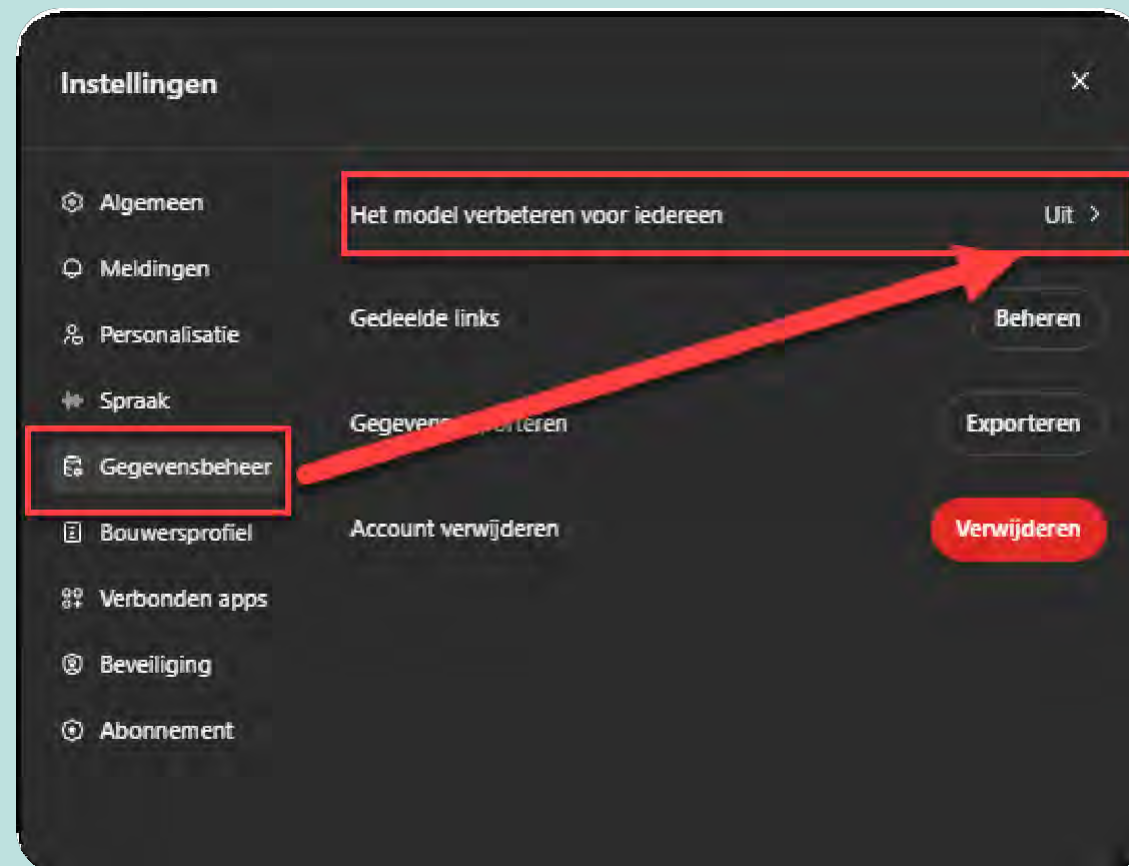 Instellingen
Algemeen
Meldingen
Personalisatie
Spraak
Gegevensbeheer
Bouwersprofiel
Verbonden apps
Beveiliging
Abonnement
Het model verbeteren voor iedereen Uit >
Gedeelde links Beheren
Exporteren
Account verwijderen Verwijderen